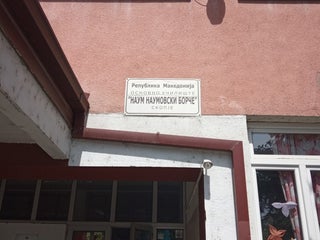 Република Македонија
ОСНОВНО УЧИЛИШТЕ
"НАУМ НАУМОВСКИ БОРЧЕ"
СКОПЈЕ